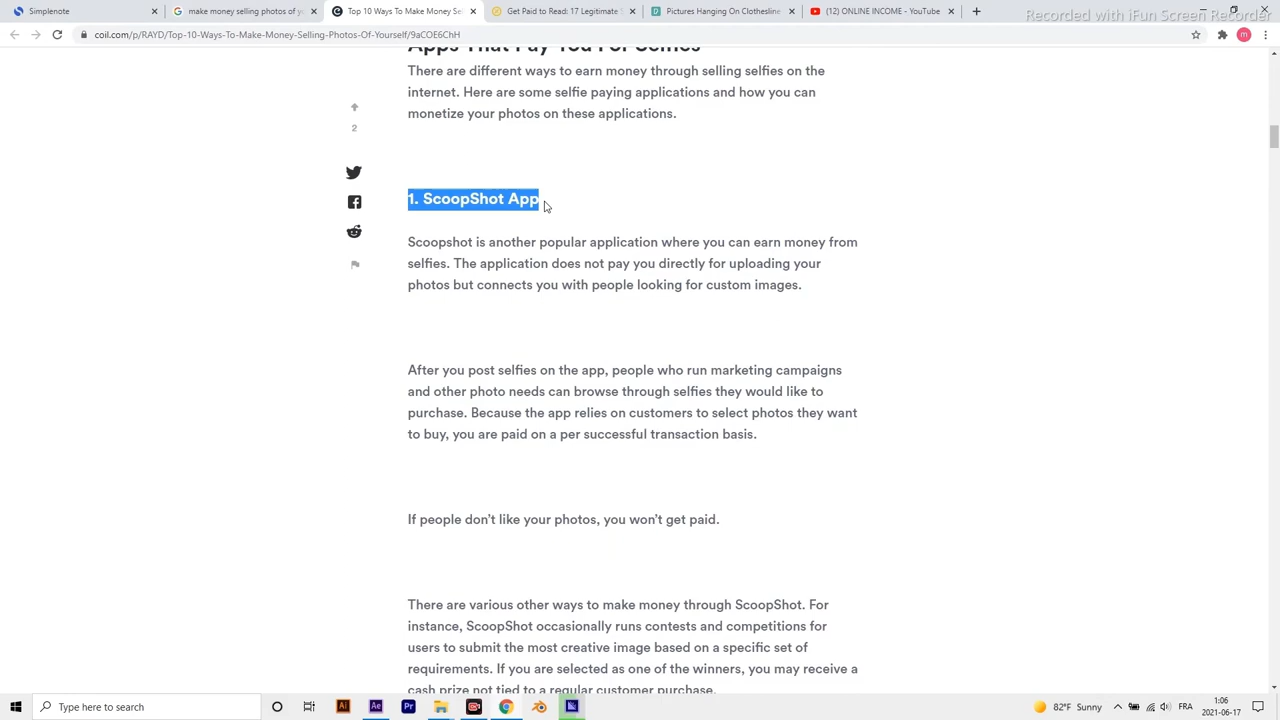 Simplenote
make money selling photos of yo
Top 10 Ways To Make Money Sel
Get Paid to Read: 17 Legitimate S
Pictures Hanging On Clothesline
(12) ONLINE INCOME - YouTube
Recorded with iFun Screen Recorder
coil.com/p/RAYD/Top-10-Ways-To-Make-Money-Selling-Photos-Of-Yourself/9aCOE6ChH
m
Apps That Pay You For Selfies
There are different ways to earn money through selling selfies on the
internet. Here are some selfie paying applications and how you can
monetize your photos on these applications.
2
1. ScoopShot App
Scoopshot is another popular application where you can earn money from
selfies. The application does not pay you directly for uploading your
photos but connects you with people looking for custom images.
After you post selfies on the app, people who run marketing campaigns
and other photo needs can browse through selfies they would like to
purchase. Because the app relies on customers to select photos they want
to buy, you are paid on a per successful transaction basis.
If people don't like your photos, you won't get paid.
There are various other ways to make money through ScoopShot. For
instance, ScoopShot occasionally runs contests and competitions for
users to submit the most creative image based on a specific set of
requirements. If you are selected as one of the winners, you may receive a
cash prize not tied to a regular customer purchase.
Type here to search
Ai
Ae
Pr
82°F Sunny
FRA
1:06
2021-06-17